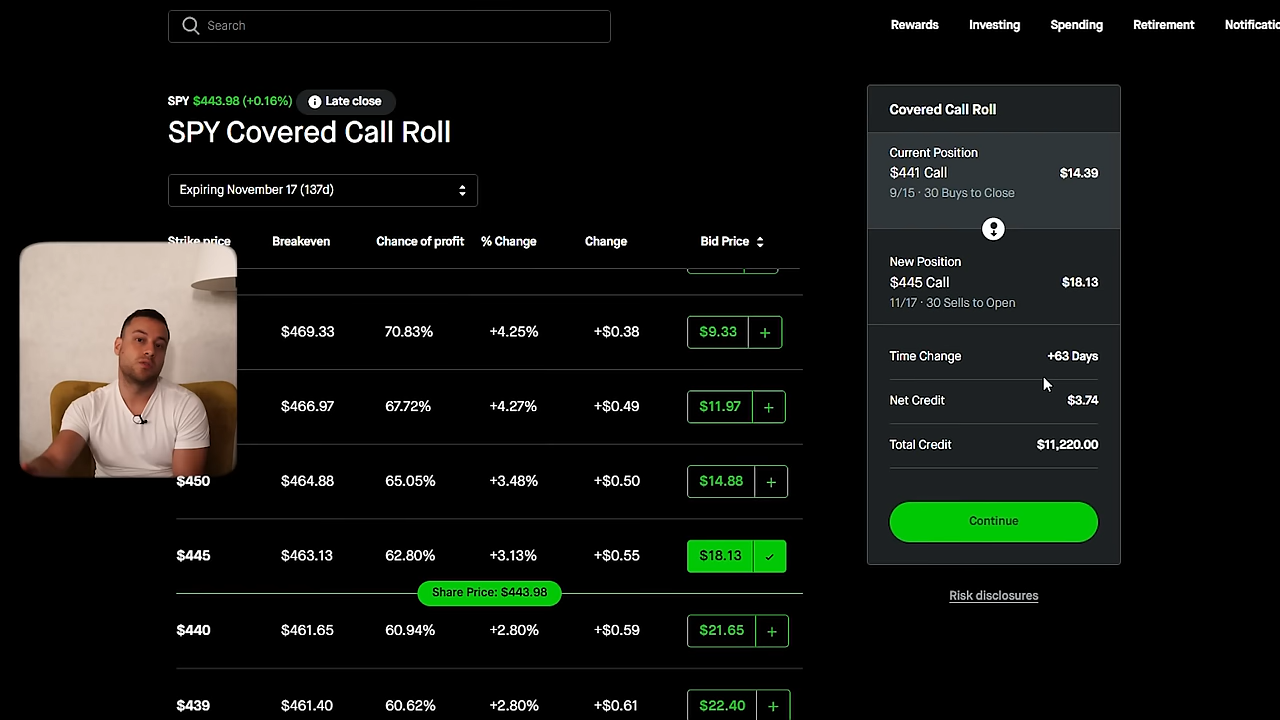 Search
Rewards
Investing
Spending
Retirement
Notificatio
SPY $443.98 (+0.16%) Late close
SPY Covered Call Roll
Expiring November 17 (137d)
Strike price Breakeven Chance of profit % Change Change Bid Price
$469.33 70.83% +4.25% +$0.38 $9.33 +
$466.97 67.72% +4.27% +$0.49 $11.97 +
$450 $464.88 65.05% +3.48% +$0.50 $14.88 +
$445 $463.13 62.80% +3.13% +$0.55 $18.13
Share Price: $443.98
$440 $461.65 60.94% +2.80% +$0.59 $21.65 +
$439 $461.40 60.62% +2.80% +$0.61 $22.40 +
Covered Call Roll
Current Position
$441 Call $14.39
9/15 · 30 Buys to Close
New Position
$445 Call $18.13
11/17 · 30 Sells to Open
Time Change +63 Days
Net Credit $3.74
Total Credit $11,220.00
Continue
Risk disclosures